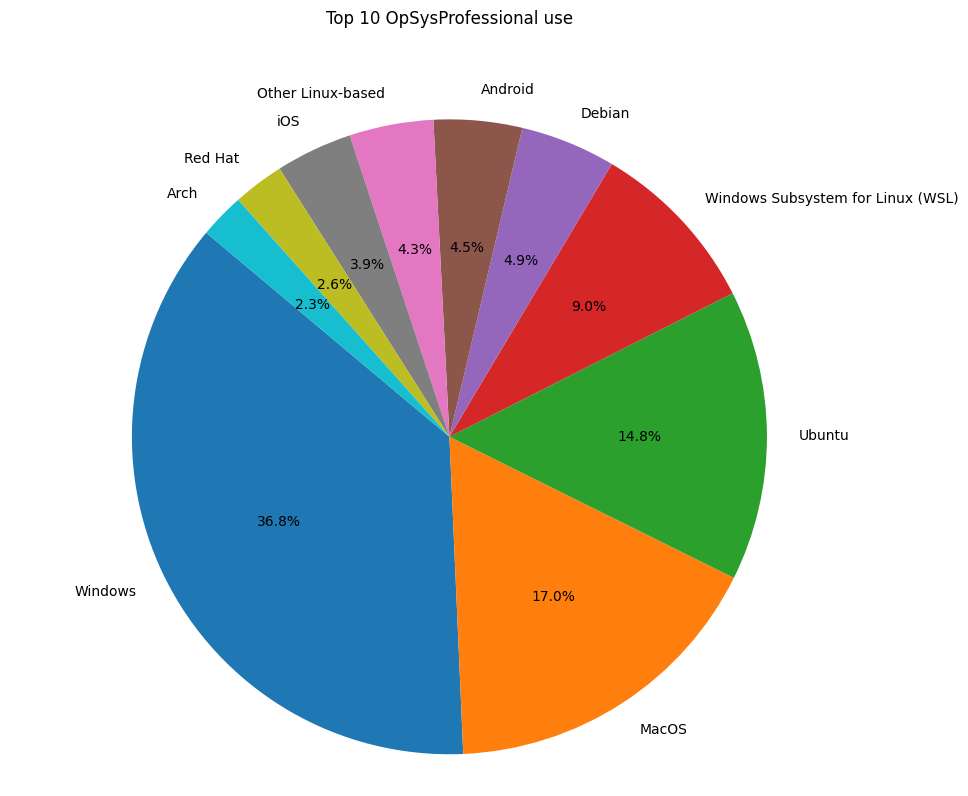 Top 10 OpSysProfessional use
Android
Other Linux-based
Debian
iOS
Red Hat
Arch
Windows Subsystem for Linux (WSL)
4.3%
4.5%
4.9%
3.9%
2.6%
2.3%
9.0%
14.8%
Ubuntu
36.8%
Windows
17.0%
MacOS